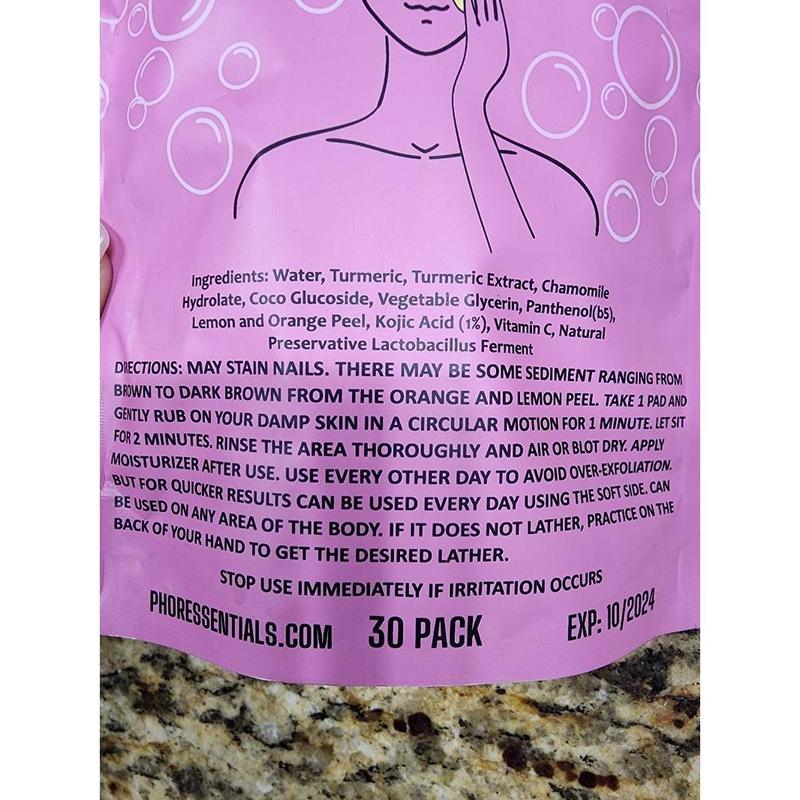 Ingredients: Water, Turmeric, Turmeric Extract, Chamomile
Hydrolate, Coco Glucoside, Vegetable Glycerin, Panthenol(b5),
Lemon and Orange Peel, Kojic Acid (1%), Vitamin C, Natural
Preservative Lactobacillus Ferment
DIRECTIONS: MAY STAIN NAILS. THERE MAY BE SOME SEDIMENT RANGING FROM
BROWN TO DARK BROWN FROM THE ORANGE AND LEMON PEEL. TAKE 1 PAD AND
GENTLY RUB ON YOUR DAMP SKIN IN A CIRCULAR MOTION FOR 1 MINUTE. LET SIT
FOR 2 MINUTES. RINSE THE AREA THOROUGHLY AND AIR OR BLOT DRY. APPLY
MOISTURIZER AFTER USE. USE EVERY OTHER DAY TO AVOID OVER-EXFOLIATION.
BUT FOR QUICKER RESULTS CAN BE USED EVERY DAY USING THE SOFT SIDE. CAN
BE USED ON ANY AREA OF THE BODY. IF IT DOES NOT LATHER, PRACTICE ON THE
BACK OF YOUR HAND TO GET THE DESIRED LATHER.
STOP USE IMMEDIATELY IF IRRITATION OCCURS
PHORESSENTIALS.COM 30 PACK EXP: 10/2024